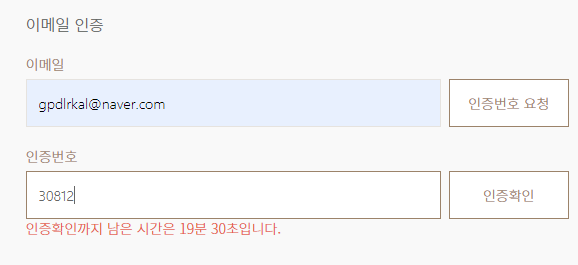 이메일 인증
이메일
gpdlrkal@naver.com
인증번호 요청
인증번호
30812
인증확인
인증확인까지 남은 시간은 19분 30초입니다.